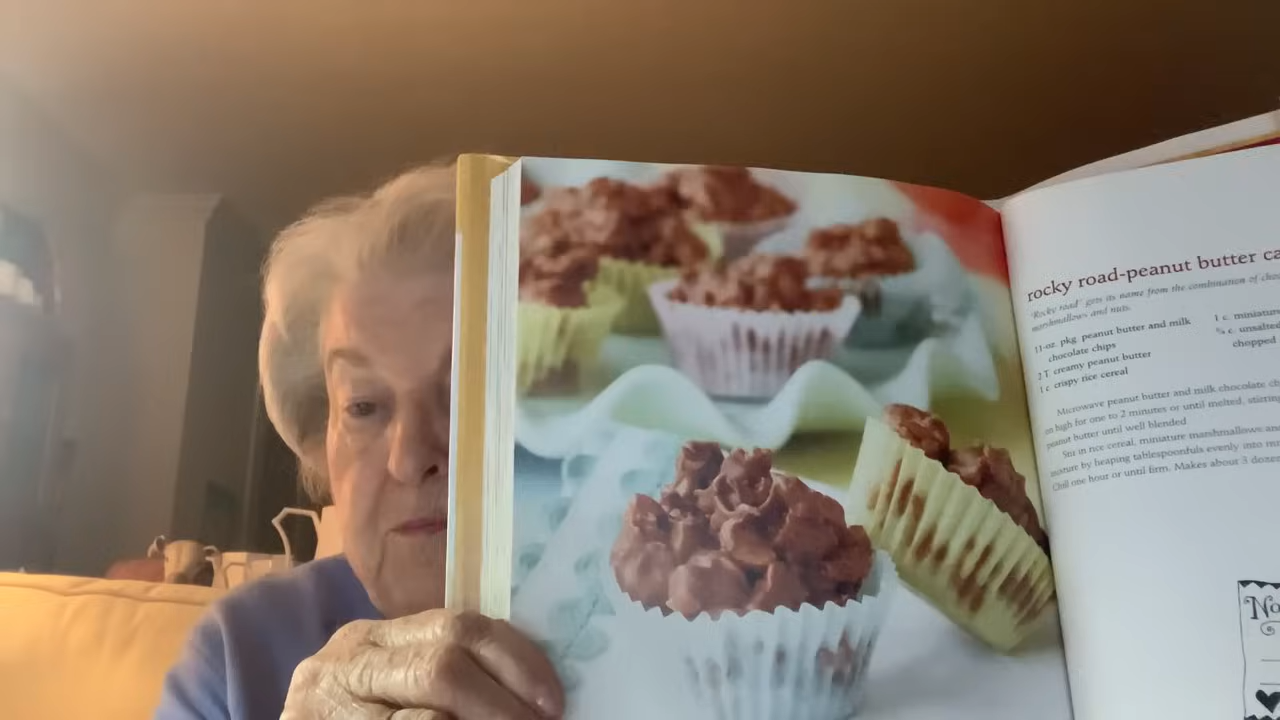 rocky road-peanut butter ca
"Rocky road" gets its name from the combination of choc
marshmallows and nuts.
11-oz. pkg. peanut butter and milk
chocolate chips
2 T. creamy peanut butter
1 c. crispy rice cereal
1 c. miniature
¾ c. unsalte
chopped
Microwave peanut butter and milk chocolate ch
on high for one to 2 minutes or until melted, stirring
peanut butter until well blended
Stir in rice cereal, miniature marshmallows and
mixture by heaping tablespoonfuls evenly into mi
Chill one hour or until firm. Makes about 3 dozen
No